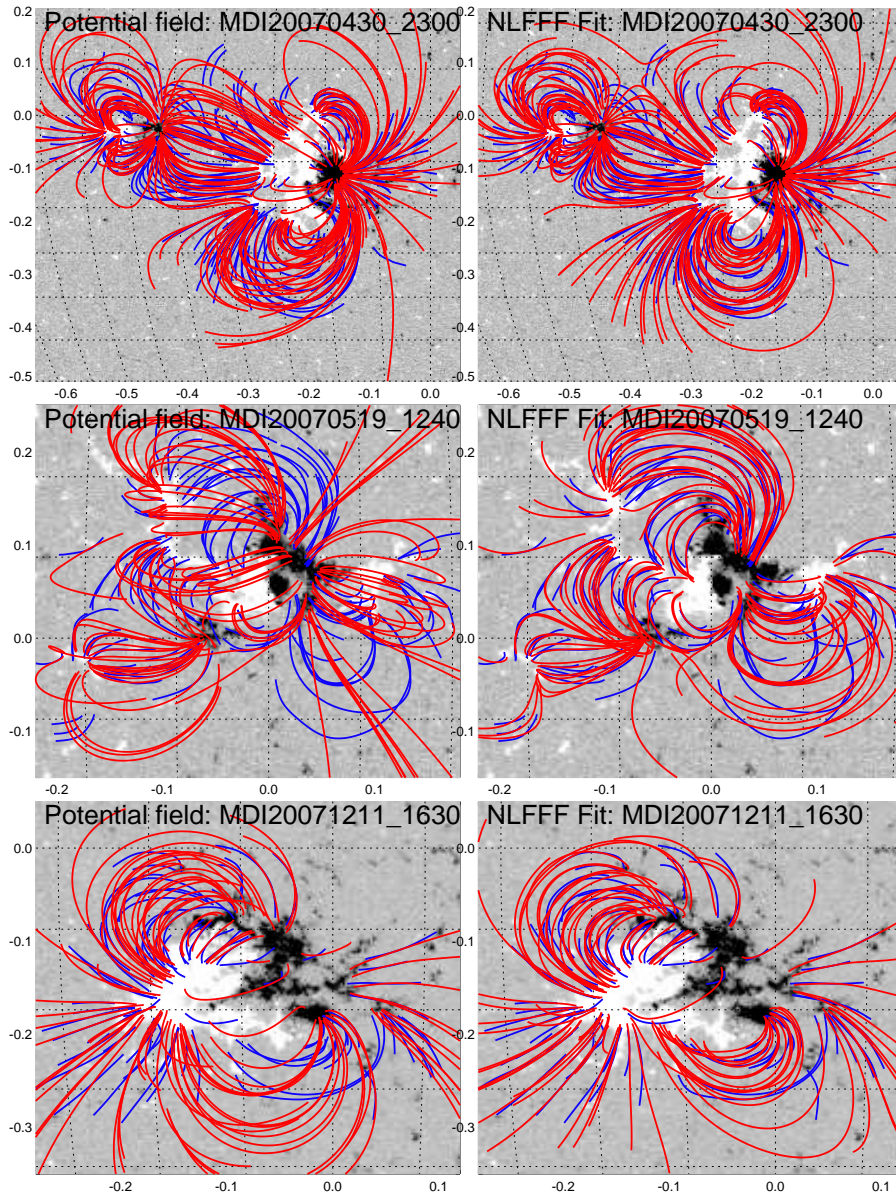 Potential field: MDI20070430_2300
NLFFF Fit: MDI20070430_2300
0.2
0.1
0.0
-0.1
-0.2
-0.3
-0.4
-0.5
-0.6 -0.5 -0.4 -0.3 -0.2 -0.1 0.0
0.2
0.1
0.0
-0.1
-0.2
-0.3
-0.4
-0.5
-0.6 -0.5 -0.4 -0.3 -0.2 -0.1 0.0
Potential field: MDI20070519_1240
NLFFF Fit: MDI20070519_1240
0.2
0.1
0.0
-0.1
-0.2 -0.1 0.0 0.1
0.2
0.1
0.0
-0.1
-0.2 -0.1 0.0 0.1
Potential field: MDI20071211_1630
NLFFF Fit: MDI20071211_1630
0.0
-0.1
-0.2
-0.3
-0.2 -0.1 0.0 0.1
0.0
-0.1
-0.2
-0.3
-0.2 -0.1 0.0 0.1